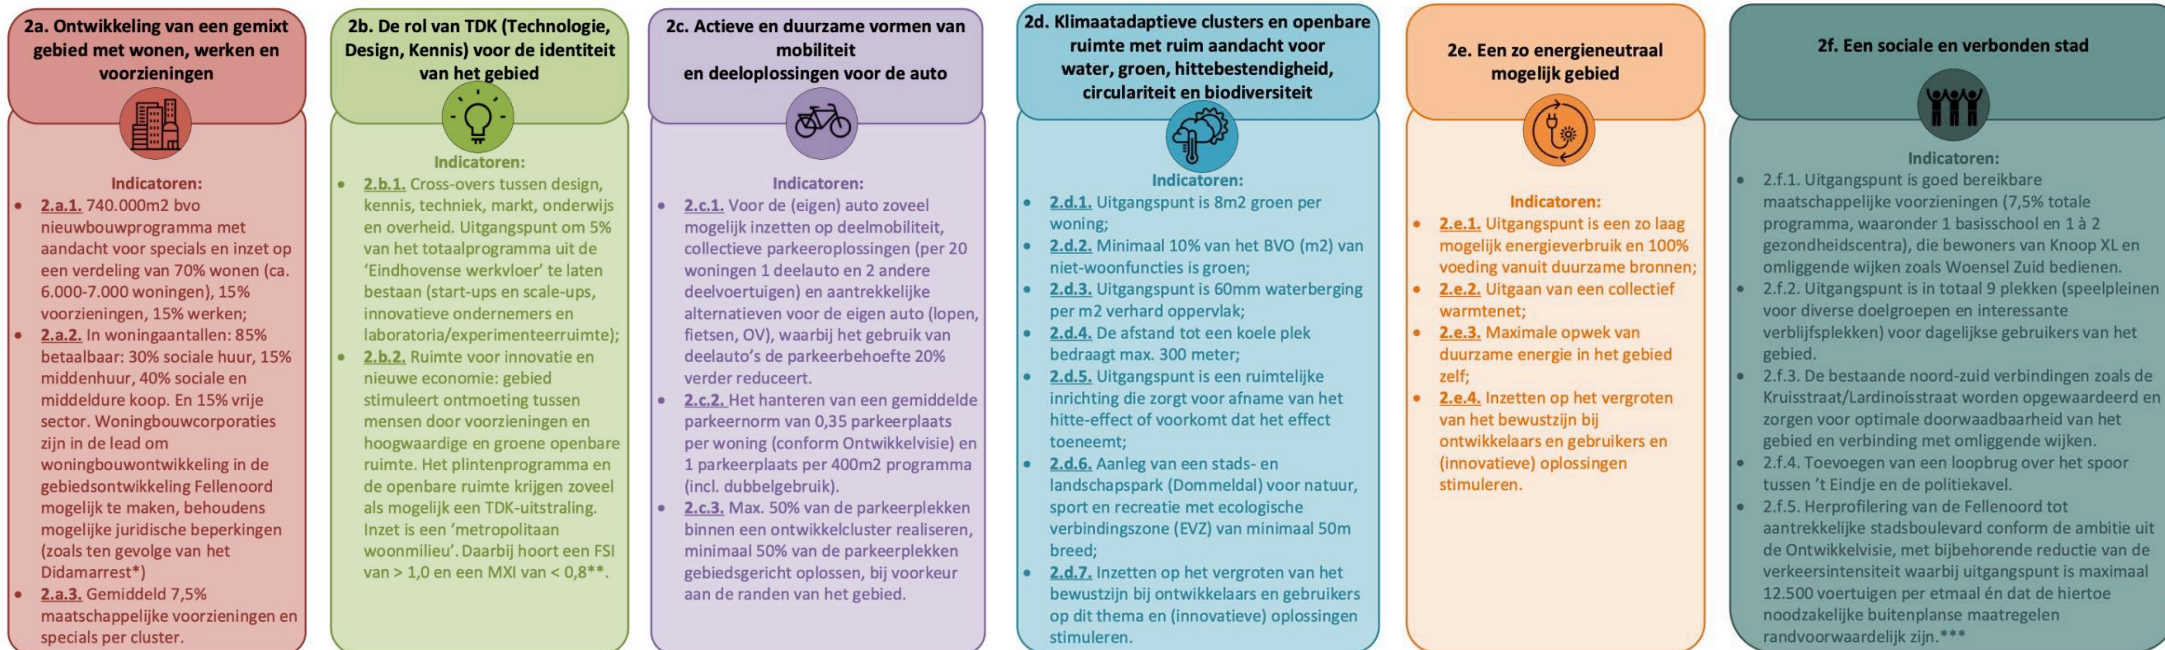 2a. Ontwikkeling van een gemixt
gebied met wonen, werken en
voorzieningen
Indicatoren:
• 2.a.1. 740.000m2 bvo
nieuwbouwprogramma met
aandacht voor specials en inzet op
een verdeling van 70% wonen (ca.
6.000-7.000 woningen), 15%
voorzieningen, 15% werken;
• 2.a.2. In woningaantallen: 85%
betaalbaar: 30% sociale huur, 15%
middenhuur, 40% sociale en
middeldure koop. En 15% vrije
sector. Woningbouwcorporaties
zijn in de lead om
woningbouwontwikkeling in de
gebiedsontwikkeling Fellenoord
mogelijk te maken, behoudens
mogelijke juridische beperkingen
(zoals ten gevolge van het
Didamarrest*)
• 2.a.3. Gemiddeld 7,5%
maatschappelijke voorzieningen en
specials per cluster.
2b. De rol van TDK (Technologie,
Design, Kennis) voor de identiteit
van het gebied
Indicatoren:
• 2.b.1. Cross-overs tussen design,
kennis, techniek, markt, onderwijs
en overheid. Uitgangspunt om 5%
van het totaalprogramma uit de
‘Eindhovense werkvloer’ te laten
bestaan (start-ups en scale-ups,
innovatieve ondernemers en
laboratoria/experimenteerruimte);
• 2.b.2. Ruimte voor innovatie en
nieuwe economie: gebied
stimuleert ontmoeting tussen
mensen door voorzieningen en
hoogwaardige en groene openbare
ruimte. Het plintenprogramma en
de openbare ruimte krijgen zoveel
als mogelijk een TDK-uitstraling.
Inzet is een ‘metropolitaan
woonmilieu’. Daarbij hoort een FSI
van > 1,0 en een MXI van < 0,8**.
2c. Actieve en duurzame vormen van
mobiliteit
en deeloplossingen voor de auto
Indicatoren:
• 2.c.1. Voor de (eigen) auto zoveel
mogelijk inzetten op deelmobiliteit,
collectieve parkeeroplossingen (per 20
woningen 1 deelauto en 2 andere
deelvoertuigen) en aantrekkelijke
alternatieven voor de eigen auto (lopen,
fietsen, OV), waarbij het gebruik van
deelauto’s de parkeerbehoefte 20%
verder reduceert.
• 2.c.2. Het hanteren van een gemiddelde
parkeernorm van 0,35 parkeerplaats
per woning (conform Ontwikkelvisie) en
1 parkeerplaats per 400m2 programma
(incl. dubbelgebruik).
• 2.c.3. Max. 50% van de parkeerplekken
binnen een ontwikkelcluster realiseren,
minimaal 50% van de parkeerplekken
gebiedsgericht oplossen, bij voorkeur
aan de randen van het gebied.
2d. Klimaatadaptieve clusters en openbare
ruimte met ruim aandacht voor
water, groen, hittebestendigheid,
circulariteit en biodiversiteit
Indicatoren:
• 2.d.1. Uitgangspunt is 8m2 groen per
woning;
• 2.d.2. Minimaal 10% van het BVO (m2) van
niet-woonfuncties is groen;
• 2.d.3. Uitgangspunt is 60mm waterberging
per m2 verhard oppervlak;
• 2.d.4. De afstand tot een koele plek
bedraagt max. 300 meter;
• 2.d.5. Uitgangspunt is een ruimtelijke
inrichting die zorgt voor afname van het
hitte-effect of voorkomt dat het effect
toeneemt;
• 2.d.6. Aanleg van een stads- en
landschapspark (Dommeldal) voor natuur,
sport en recreatie met ecologische
verbindingszone (EVZ) van minimaal 50m
breed;
• 2.d.7. Inzetten op het vergroten van het
bewustzijn bij ontwikkelaars en gebruikers
op dit thema en (innovatieve) oplossingen
stimuleren.
2e. Een zo energieneutraal
mogelijk gebied
Indicatoren:
• 2.e.1. Uitgangspunt is een zo laag
mogelijk energieverbruik en 100%
voeding vanuit duurzame bronnen;
• 2.e.2. Uitgaan van een collectief
warmtenet;
• 2.e.3. Maximale opwek van
duurzame energie in het gebied
zelf;
• 2.e.4. Inzetten op het vergroten
van het bewustzijn bij
ontwikkelaars en gebruikers en
(innovatieve) oplossingen
stimuleren.
2f. Een sociale en verbonden stad
Indicatoren:
• 2.f.1. Uitgangspunt is goed bereikbare
maatschappelijke voorzieningen (7,5% totale
programma, waaronder 1 basisschool en 1 à 2
gezondheidscentra), die bewoners van Knoop XL en
omliggende wijken zoals Woensel Zuid bedienen.
• 2.f.2. Uitgangspunt is in totaal 9 plekken (speelpleinen
voor diverse doelgroepen en interessante
verblijfsplekken) voor dagelijkse gebruikers van het
gebied.
• 2.f.3. De bestaande noord-zuid verbindingen zoals de
Kruisstraat/Lardinoisstraat worden opgewaardeerd en
zorgen voor optimale doorwaadbaarheid van het
gebied en verbinding met omliggende wijken.
• 2.f.4. Toevoegen van een loopbrug over het spoor
tussen ’t Eindje en de politiekavel.
• 2.f.5. Herprofilering van de Fellenoord tot
aantrekkelijke stadsboulevard conform de ambitie uit
de Ontwikkelvisie, met bijbehorende reductie van de
verkeersintensiteit waarbij uitgangspunt is maximaal
12.500 voertuigen per etmaal én dat de hiertoe
noodzakelijke buitenplanse maatregelen
randvoorwaardelijk zijn.***